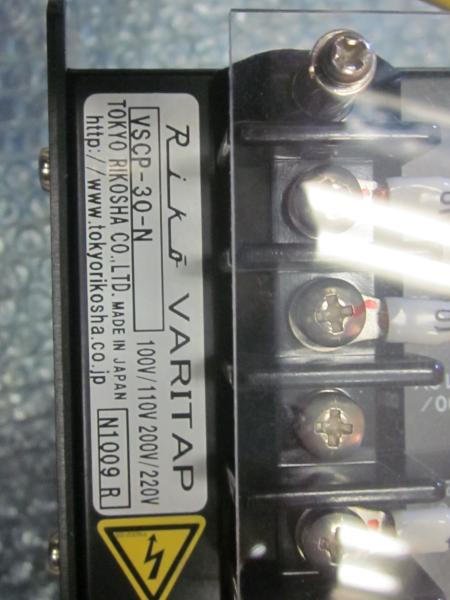 Rikō VARITAP
VSCP-3Q-N 100V/110V 200V/220V
TOKYO RIKOSHA CO.,LTD. MADE IN JAPAN N1009 R
http://www.tokyorikosha.co.jp